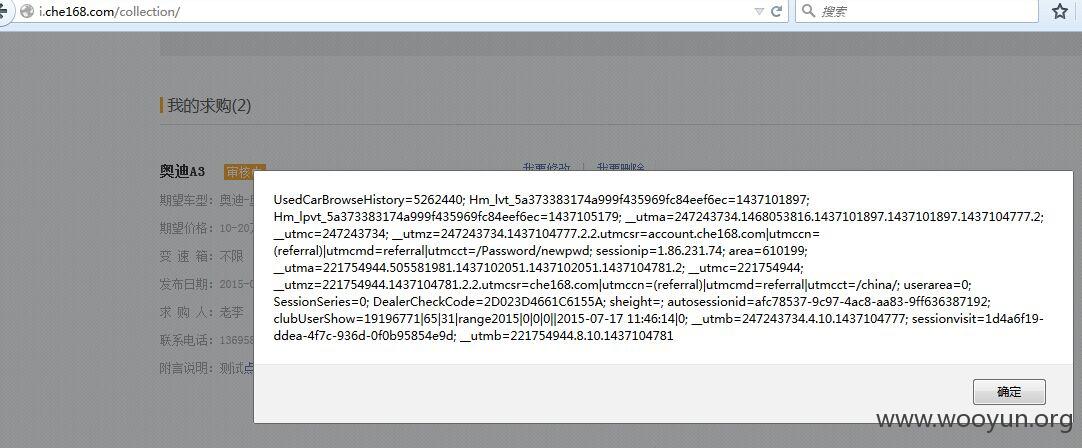 i.che168.com/collection/
搜索
我的求购(2)
奥迪A3 审核中 我要修改 我要删除
期望车型：奥迪-奥
期望价格：10-20万
变 速 箱：不限
发布日期：2015-0
求 购 人：老李
联系电话：13695
附言说明：测试点
UsedCarBrowseHistory=5262440; Hm_lvt_5a373383174a999f435969fc84eef6ec=1437101897;
Hm_lpvt_5a373383174a999f435969fc84eef6ec=1437105179; __utma=247243734.1468053816.1437101897.1437101897.1437104777.2;
__utmc=247243734; __utmz=247243734.1437104777.2.2.utmcsr=account.che168.com|utmccn=
(referral)|utmcmd=referral|utmcct=/Password/newpwd; sessionip=1.86.231.74; area=610199;
__utma=221754944.505581981.1437102051.1437102051.1437104781.2; __utmc=221754944;
__utmz=221754944.1437104781.2.2.utmcsr=che168.com|utmccn=(referral)|utmcmd=referral|utmcct=/china/; userarea=0;
SessionSeries=0; DealerCheckCode=2D023D4661C6155A; sheight=; autosessionid=afc78537-9c97-4ac8-aa83-9ff636387192;
clubUserShow=19196771|65|31|range2015|0|0|0||2015-07-17 11:46:14|0; __utmb=247243734.4.10.1437104777; sessionvisit=1d4a6f19-
ddea-4f7c-936d-0f0b95854e9d; __utmb=221754944.8.10.1437104781
确定
www.wooyun.org